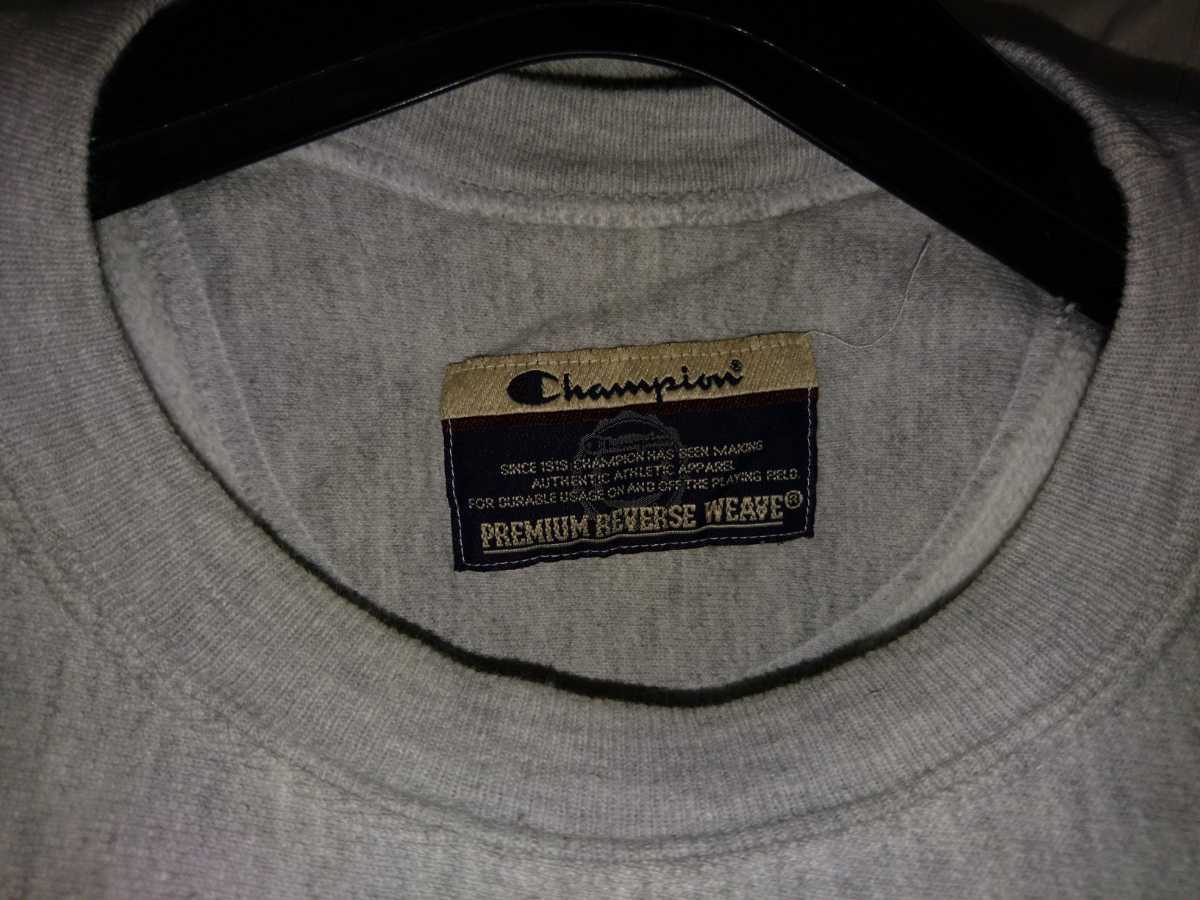 Champion®
SINCE 1919 CHAMPION HAS BEEN MAKING
AUTHENTIC ATHLETIC APPAREL
FOR DURABLE USAGE ON AND OFF THE PLAYING FIELD.
PREMIUM REVERSE WEAVE®